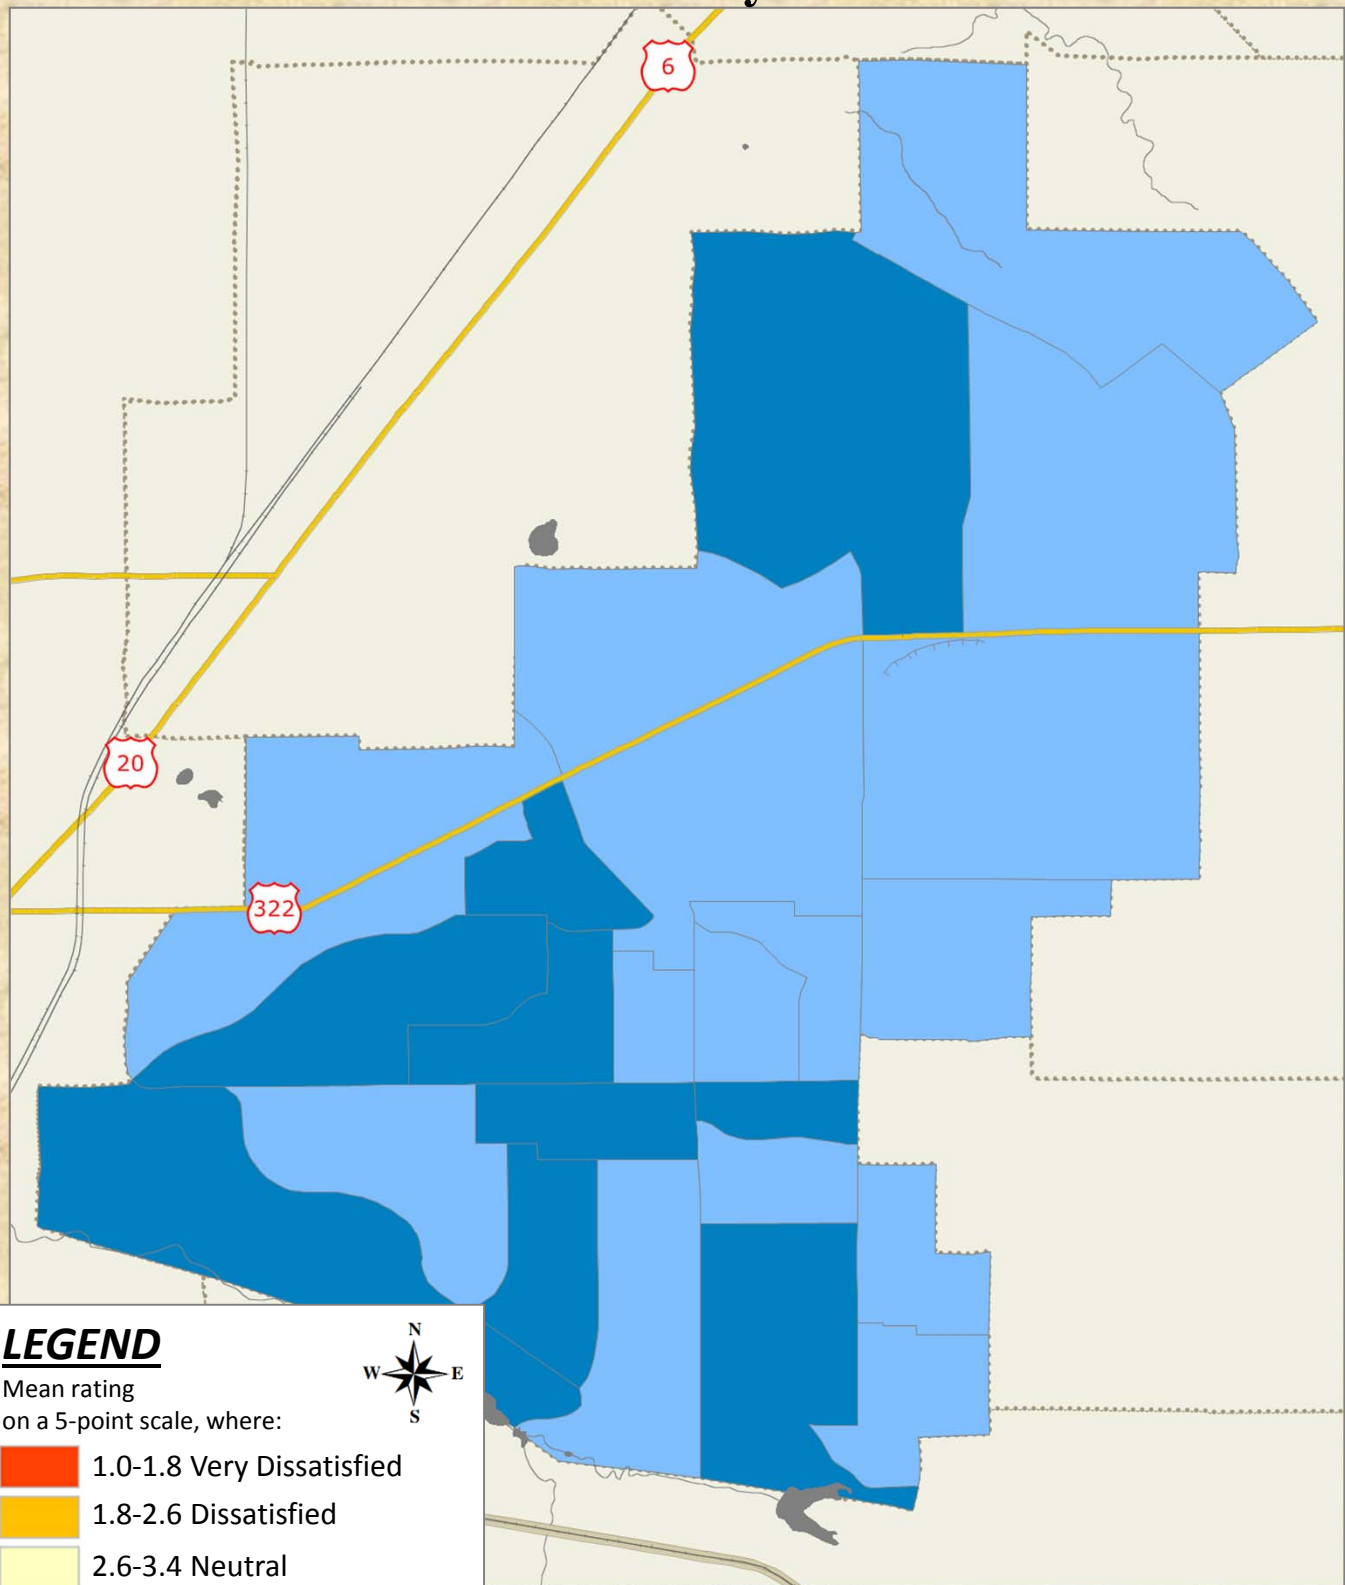 6
20
322
LEGEND
N
W E
S
Mean rating
on a 5-point scale, where:
1.0-1.8 Very Dissatisfied
1.8-2.6 Dissatisfied
2.6-3.4 Neutral